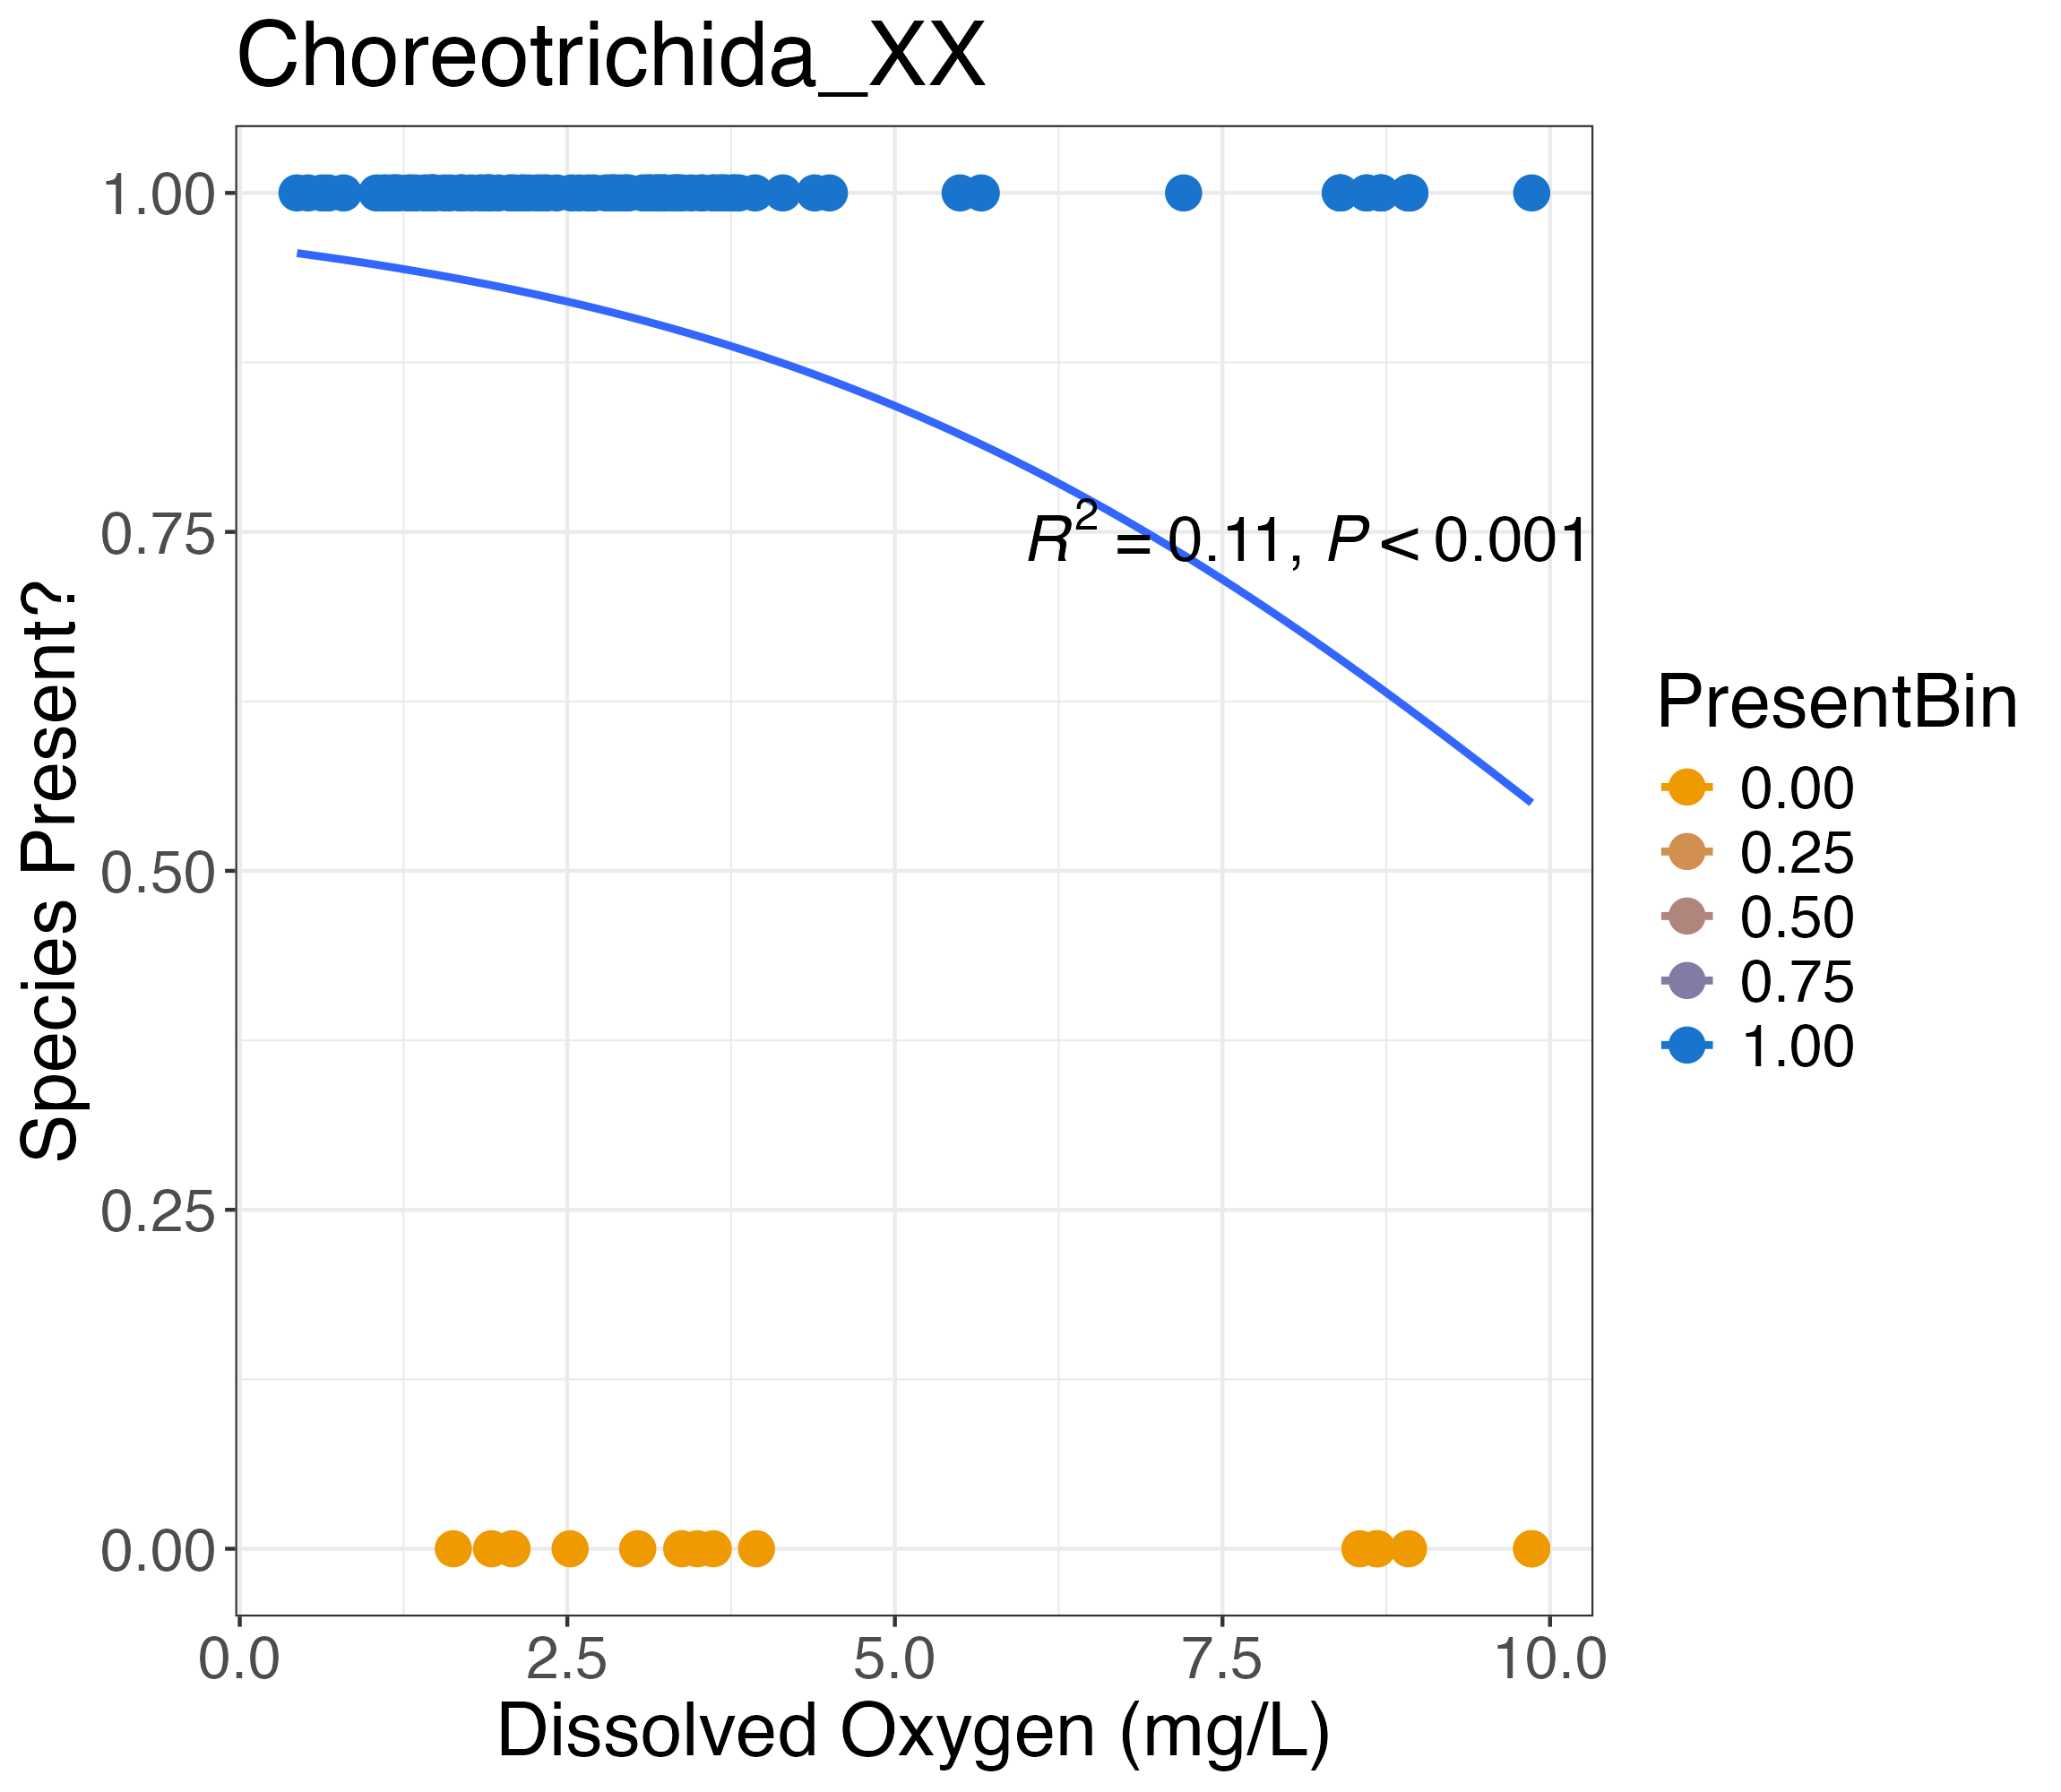 Choreotrichida_XX
1.00
0.75
0.50
0.25
0.00
Species Present?
R² = 0.11, P < 0.001
0.0 2.5 5.0 7.5 10.0
Dissolved Oxygen (mg/L)
PresentBin
0.00
0.25
0.50
0.75
1.00